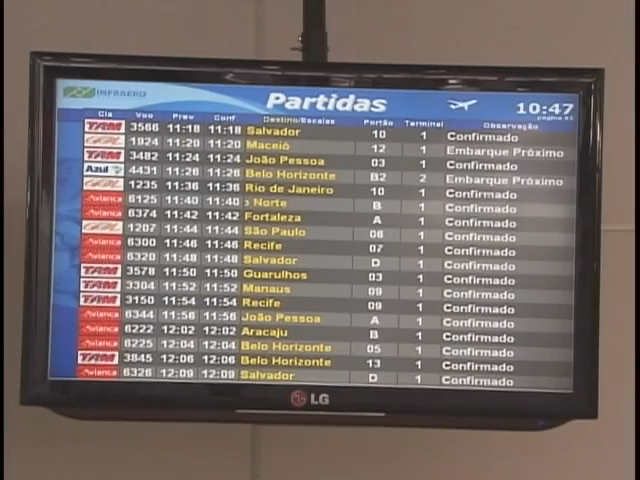 INFRAERO
Partidas
10:47
Cia Voo Prev Conf Destino/Escalas Portão Terminal Observação
TAM 3566 11:18 11:18 Salvador 10 1 Confirmado
GOL 1824 11:20 11:20 Maceió 12 1 Embarque Próximo
TAM 3482 11:24 11:24 João Pessoa 03 1 Confirmado
Azul 4431 11:26 11:26 Belo Horizonte B2 2 Embarque Próximo
GOL 1235 11:36 11:36 Rio de Janeiro 10 1 Confirmado
Avianca 6125 11:40 11:40 o Norte B 1 Confirmado
Avianca 6374 11:42 11:42 Fortaleza A 1 Confirmado
GOL 1207 11:44 11:44 São Paulo 06 1 Confirmado
Avianca 6300 11:46 11:46 Recife 07 1 Confirmado
Avianca 6320 11:48 11:48 Salvador D 1 Confirmado
TAM 3578 11:50 11:50 Guarulhos 03 1 Confirmado
TAM 3304 11:52 11:52 Manaus 09 1 Confirmado
TAM 3150 11:54 11:54 Recife 09 1 Confirmado
Avianca 6344 11:56 11:56 João Pessoa A 1 Confirmado
Avianca 6222 12:02 12:02 Aracaju B 1 Confirmado
Avianca 6225 12:04 12:04 Belo Horizonte 05 1 Confirmado
TAM 3845 12:06 12:06 Belo Horizonte 13 1 Confirmado
Avianca 6326 12:09 12:09 Salvador D 1 Confirmado
LG